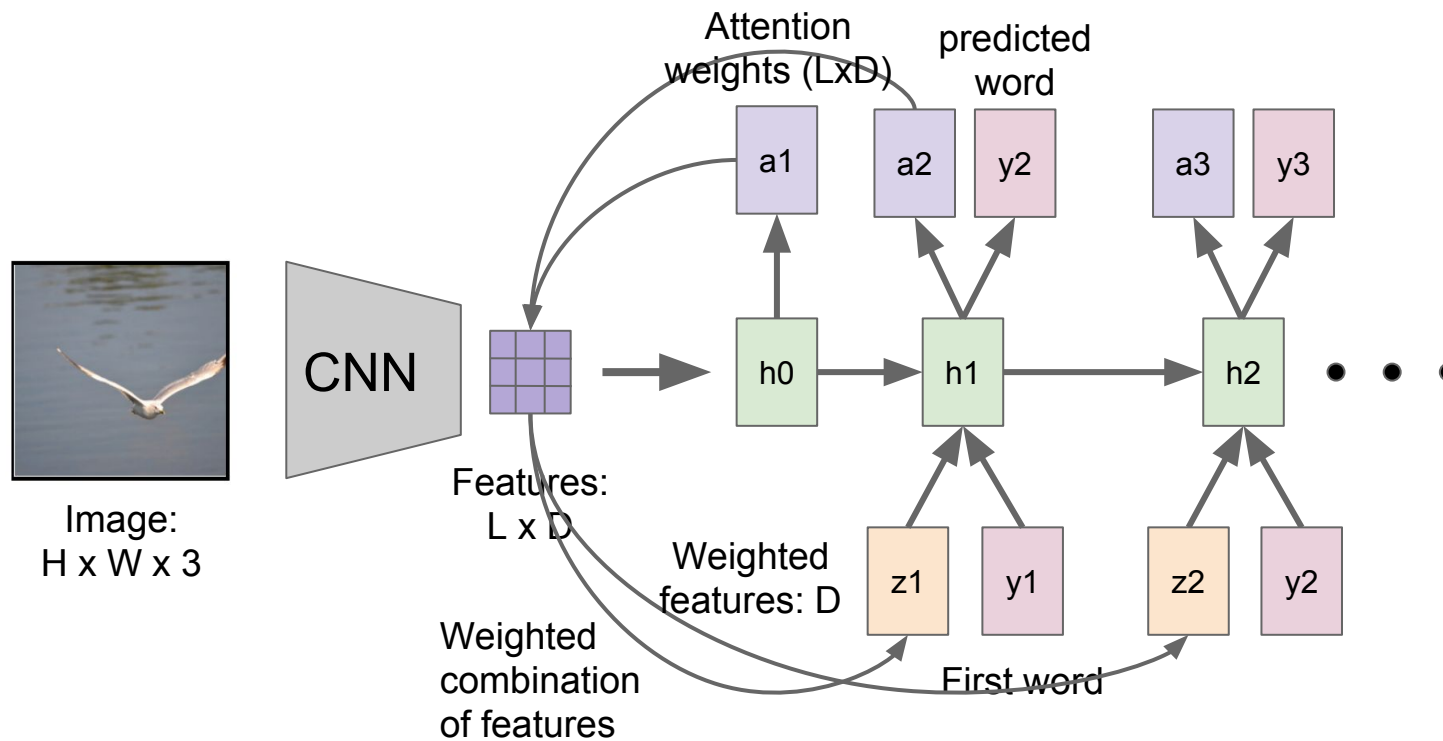 Attention
weights (LxD)
predicted
word
a1
a2
y2
a3
y3
CNN
h0
h1
h2
Features:
L x D
Image:
H x W x 3
Weighted
features: D
z1
y1
z2
y2
Weighted
combination
of features
First word